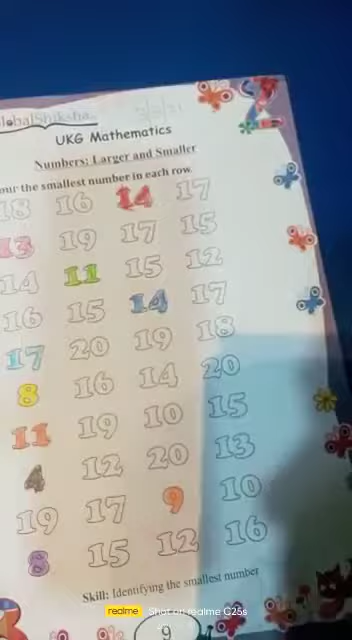 lobalShiksha
UKG Mathematics
Numbers: Larger and Smaller
our the smallest number in each row.
18 16 14 17
13 19 17 15
14 11 15 12
16 15 14 17
17 20 19 18
8 16 14 20
11 19 10 15
4 12 20 13
19 17 9 10
8 15 12 16
Skill: Identifying the smallest number
9
realme Shot on realme C25s